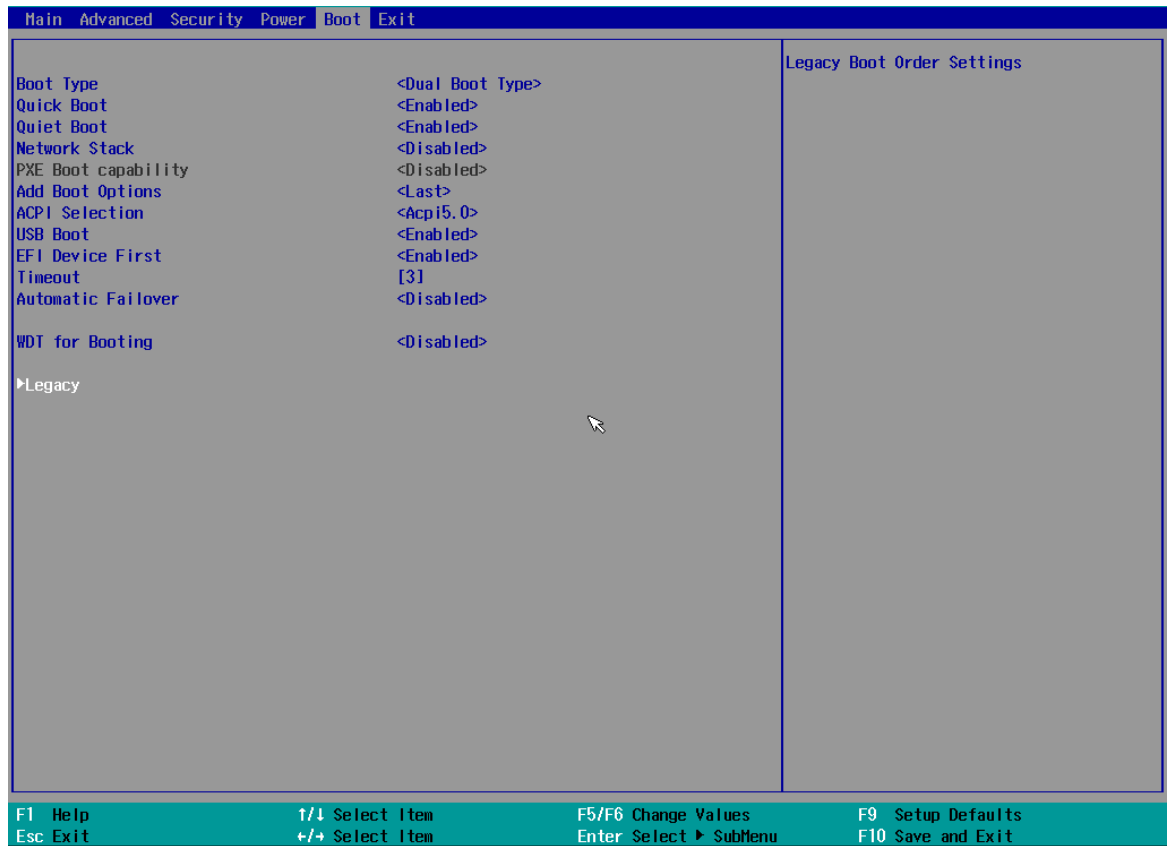 Main Advanced Security Power Boot Exit
Legacy Boot Order Settings
Boot Type <Dual Boot Type>
Quick Boot <Enabled>
Quiet Boot <Enabled>
Network Stack <Disabled>
PXE Boot capability <Disabled>
Add Boot Options <Last>
ACPI Selection <Acpi5.0>
USB Boot <Enabled>
EFI Device First <Enabled>
Timeout [3]
Automatic Failover <Disabled>
WDT for Booting <Disabled>
▶Legacy
F1 Help ↑/↓ Select Item F5/F6 Change Values F9 Setup Defaults
Esc Exit ←/→ Select Item Enter Select ▶ SubMenu F10 Save and Exit